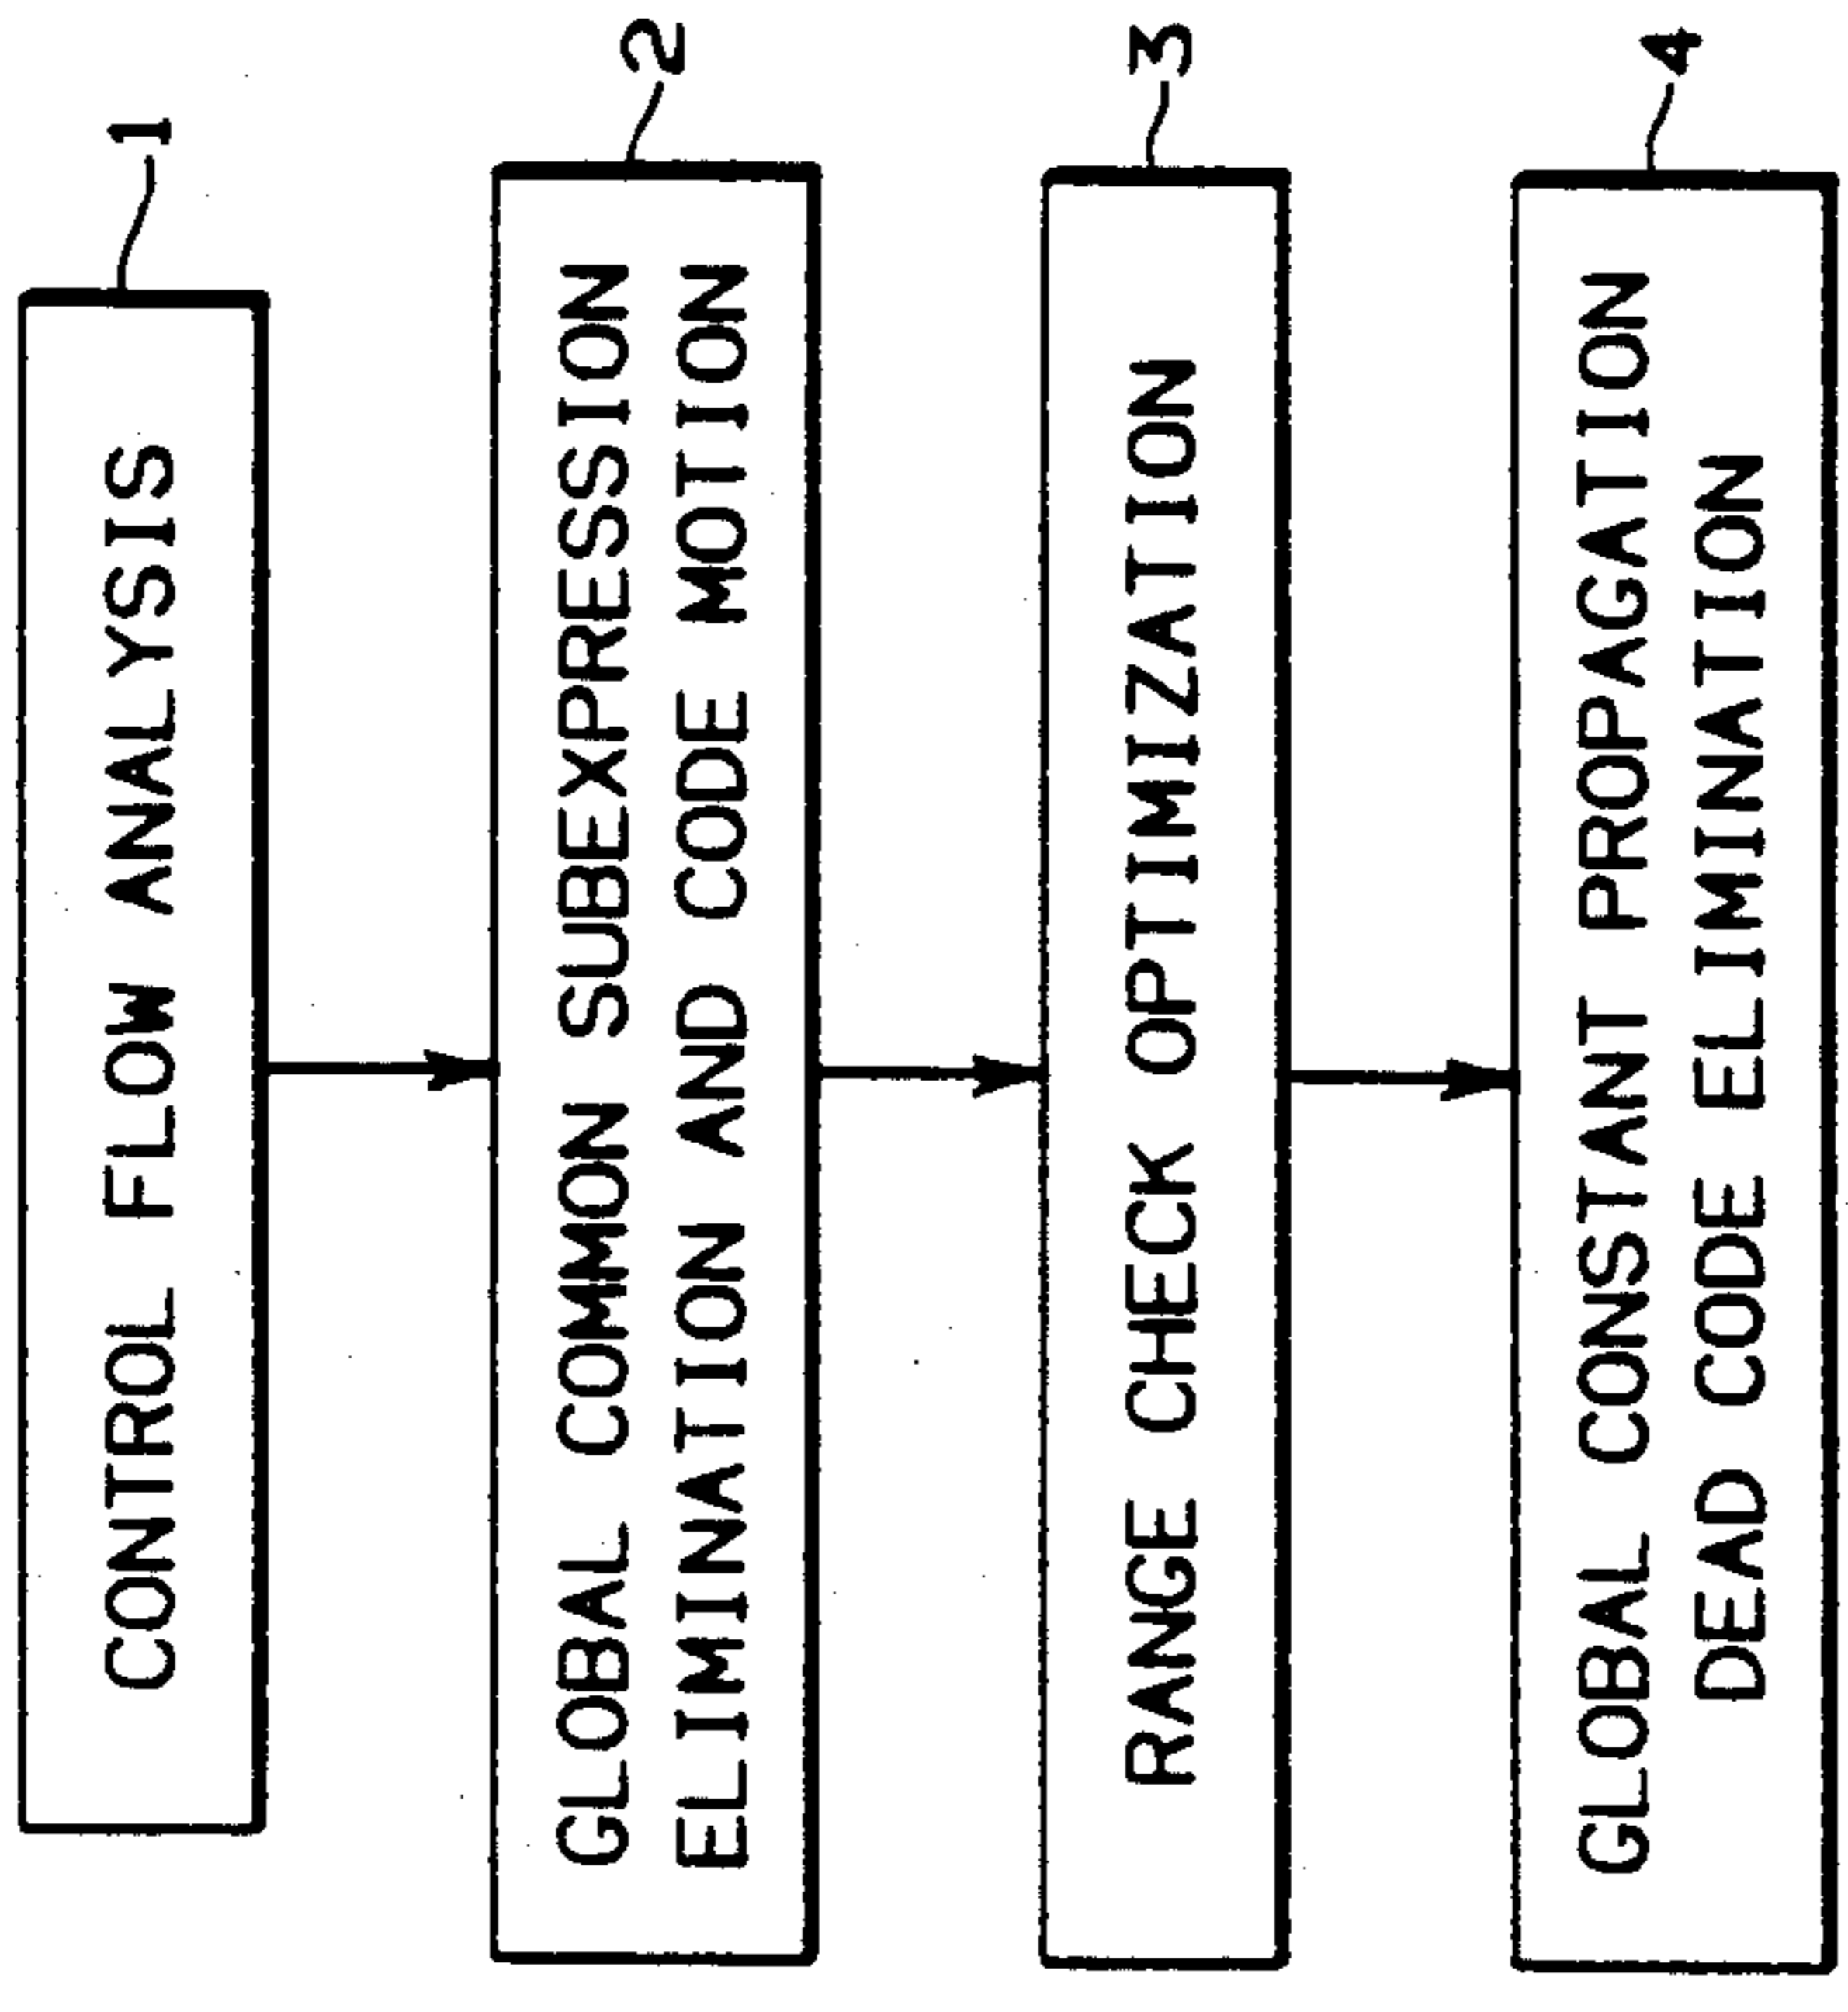 1
CONTROL FLOW ANALYSIS
2
GLOBAL COMMON SUBEXPRESSION
ELIMINATION AND CODE MOTION
3
RANGE CHECK OPTIMIZATION
4
GLOBAL CONSTANT PROPAGATION
DEAD CODE ELIMINATION